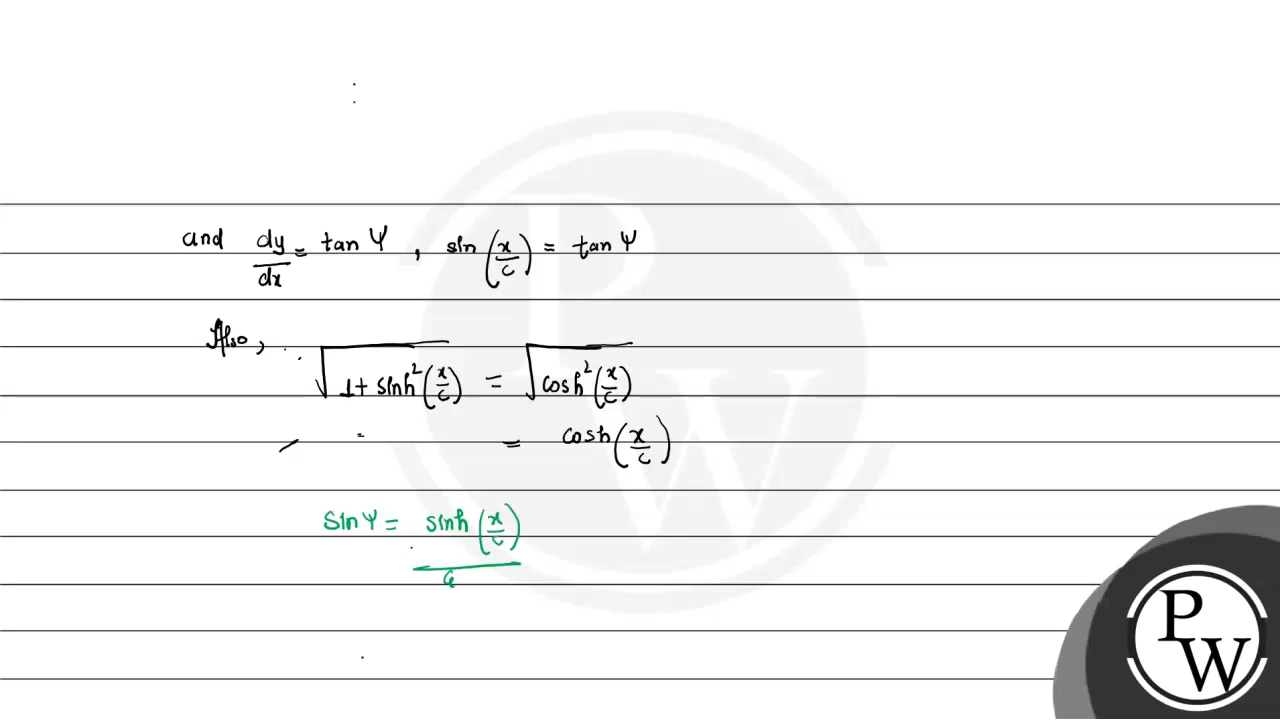 and dy/dx = tan Ψ , sin (x/c) = tan Ψ
Also,
√(1 + sinh²(x/c)) = √(cosh²(x/c))
= cosh (x/c)
sin Ψ = sinh (x/c)
P
W
P
W